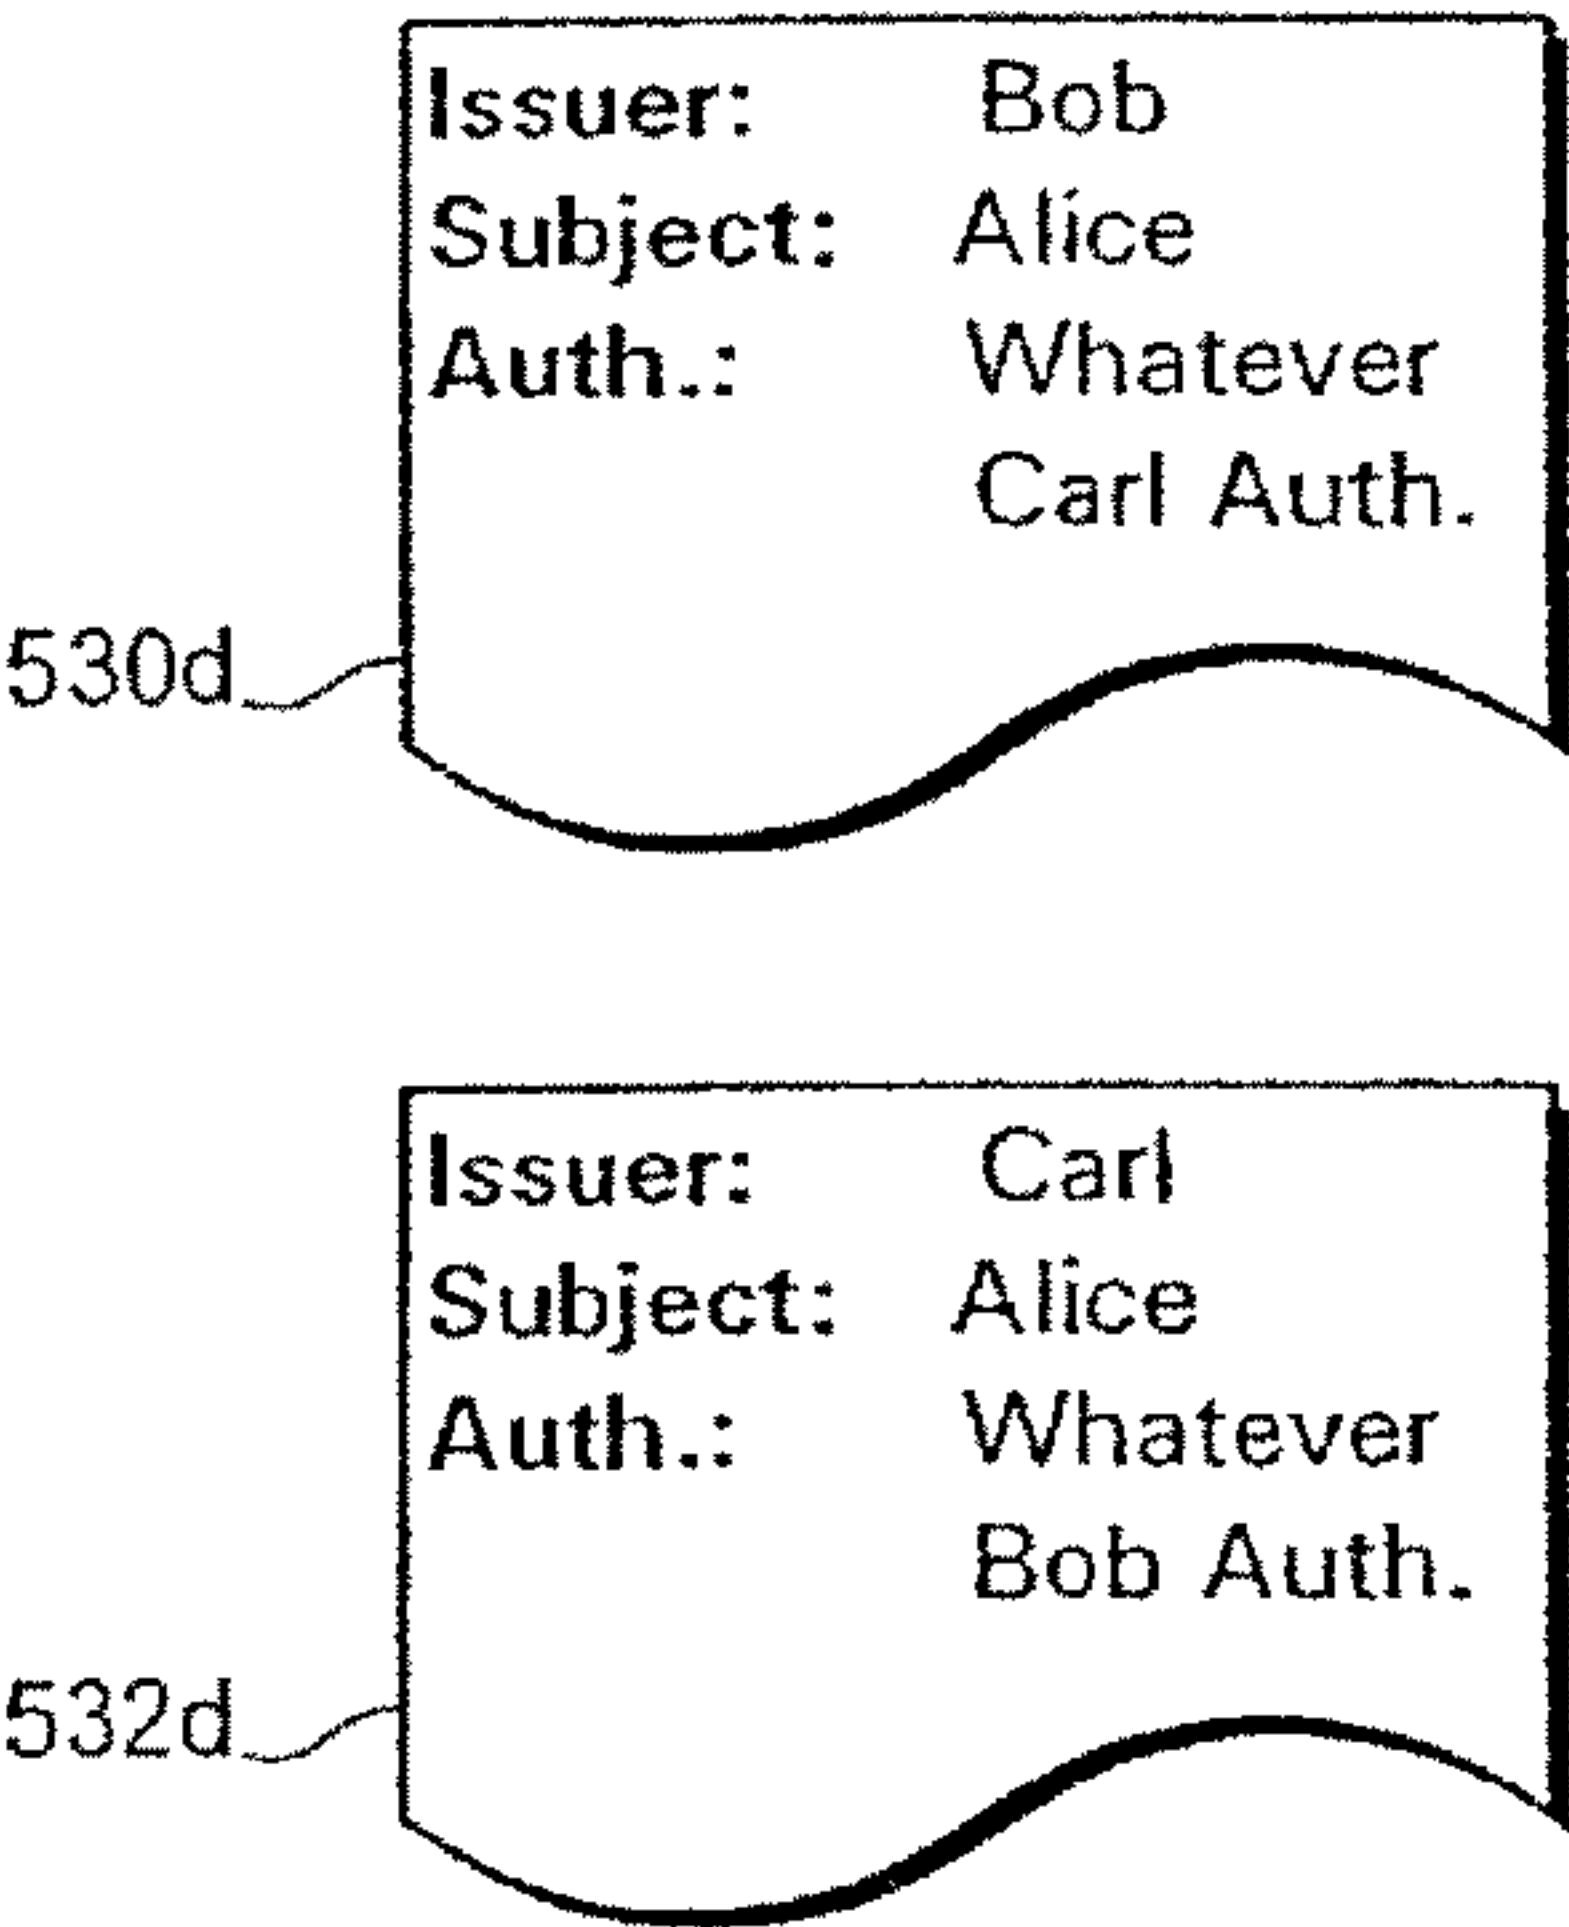 Issuer: Bob
Subject: Alice
Auth.: Whatever
Carl Auth.
530d
Issuer: Carl
Subject: Alice
Auth.: Whatever
Bob Auth.
532d